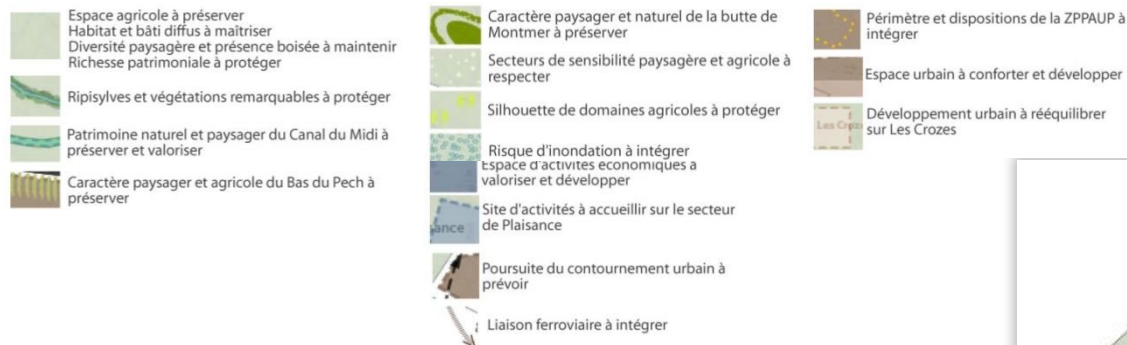 Espace agricole à préserver
Habitat et bâti diffus à maîtriser
Diversité paysagère et présence boisée à maintenir
Richesse patrimoniale à protéger
Ripisylves et végétations remarquables à protéger
Patrimoine naturel et paysager du Canal du Midi à
préserver et valoriser
Caractère paysager et agricole du Bas du Pech à
préserver
Caractère paysager et naturel de la butte de
Montmer à préserver
Secteurs de sensibilité paysagère et agricole à
respecter
Silhouette de domaines agricoles à protéger
Risque d'inondation à intégrer
Espace d'activités économiques à
valoriser et développer
ance
Site d'activités à accueillir sur le secteur
de Plaisance
Poursuite du contournement urbain à
prévoir
Liaison ferroviaire à intégrer
Périmètre et dispositions de la ZPPAUP à
intégrer
Espace urbain à conforter et développer
Les Croz
Développement urbain à rééquilibrer
sur Les Crozes